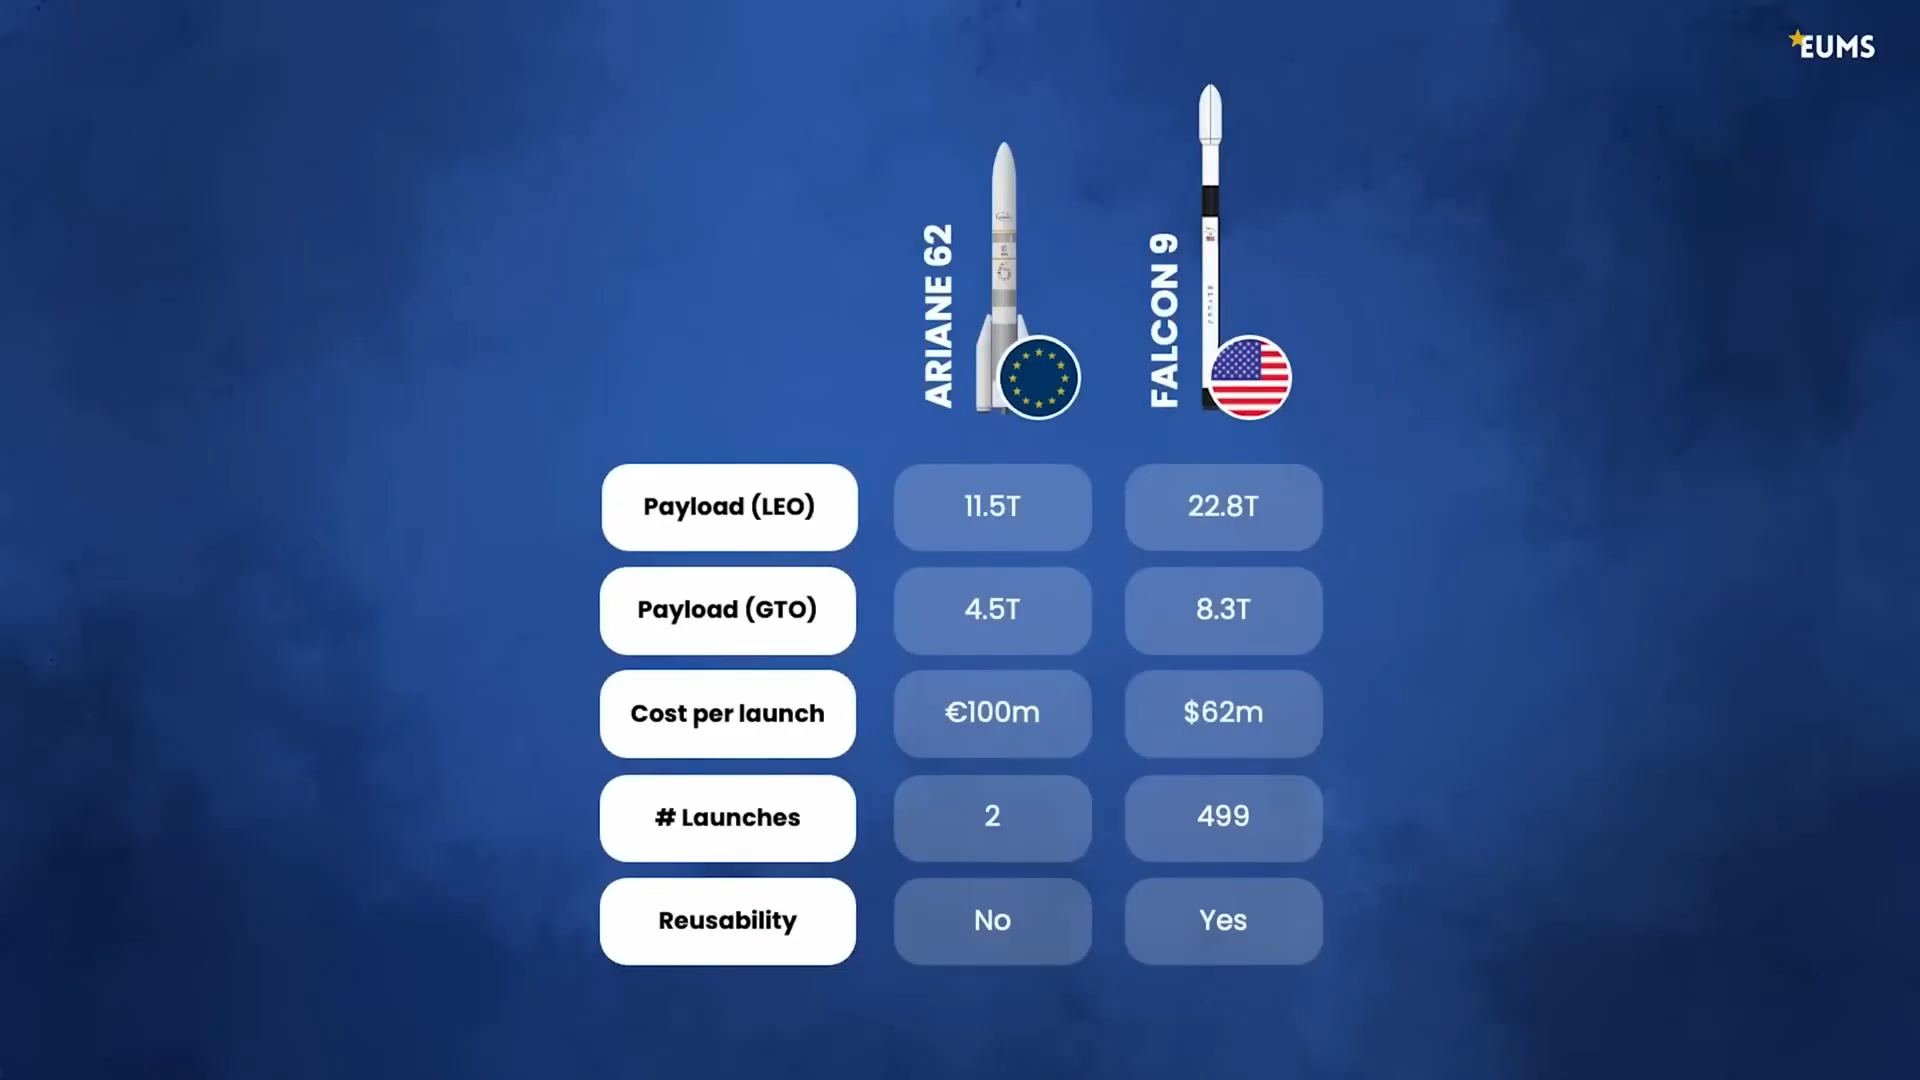 EUMS
ARIANE 62
FALCON 9
Payload (LEO)
11.5T
22.8T
Payload (GTO)
4.5T
8.3T
Cost per launch
€100m
$62m
# Launches
2
499
Reusability
No
Yes